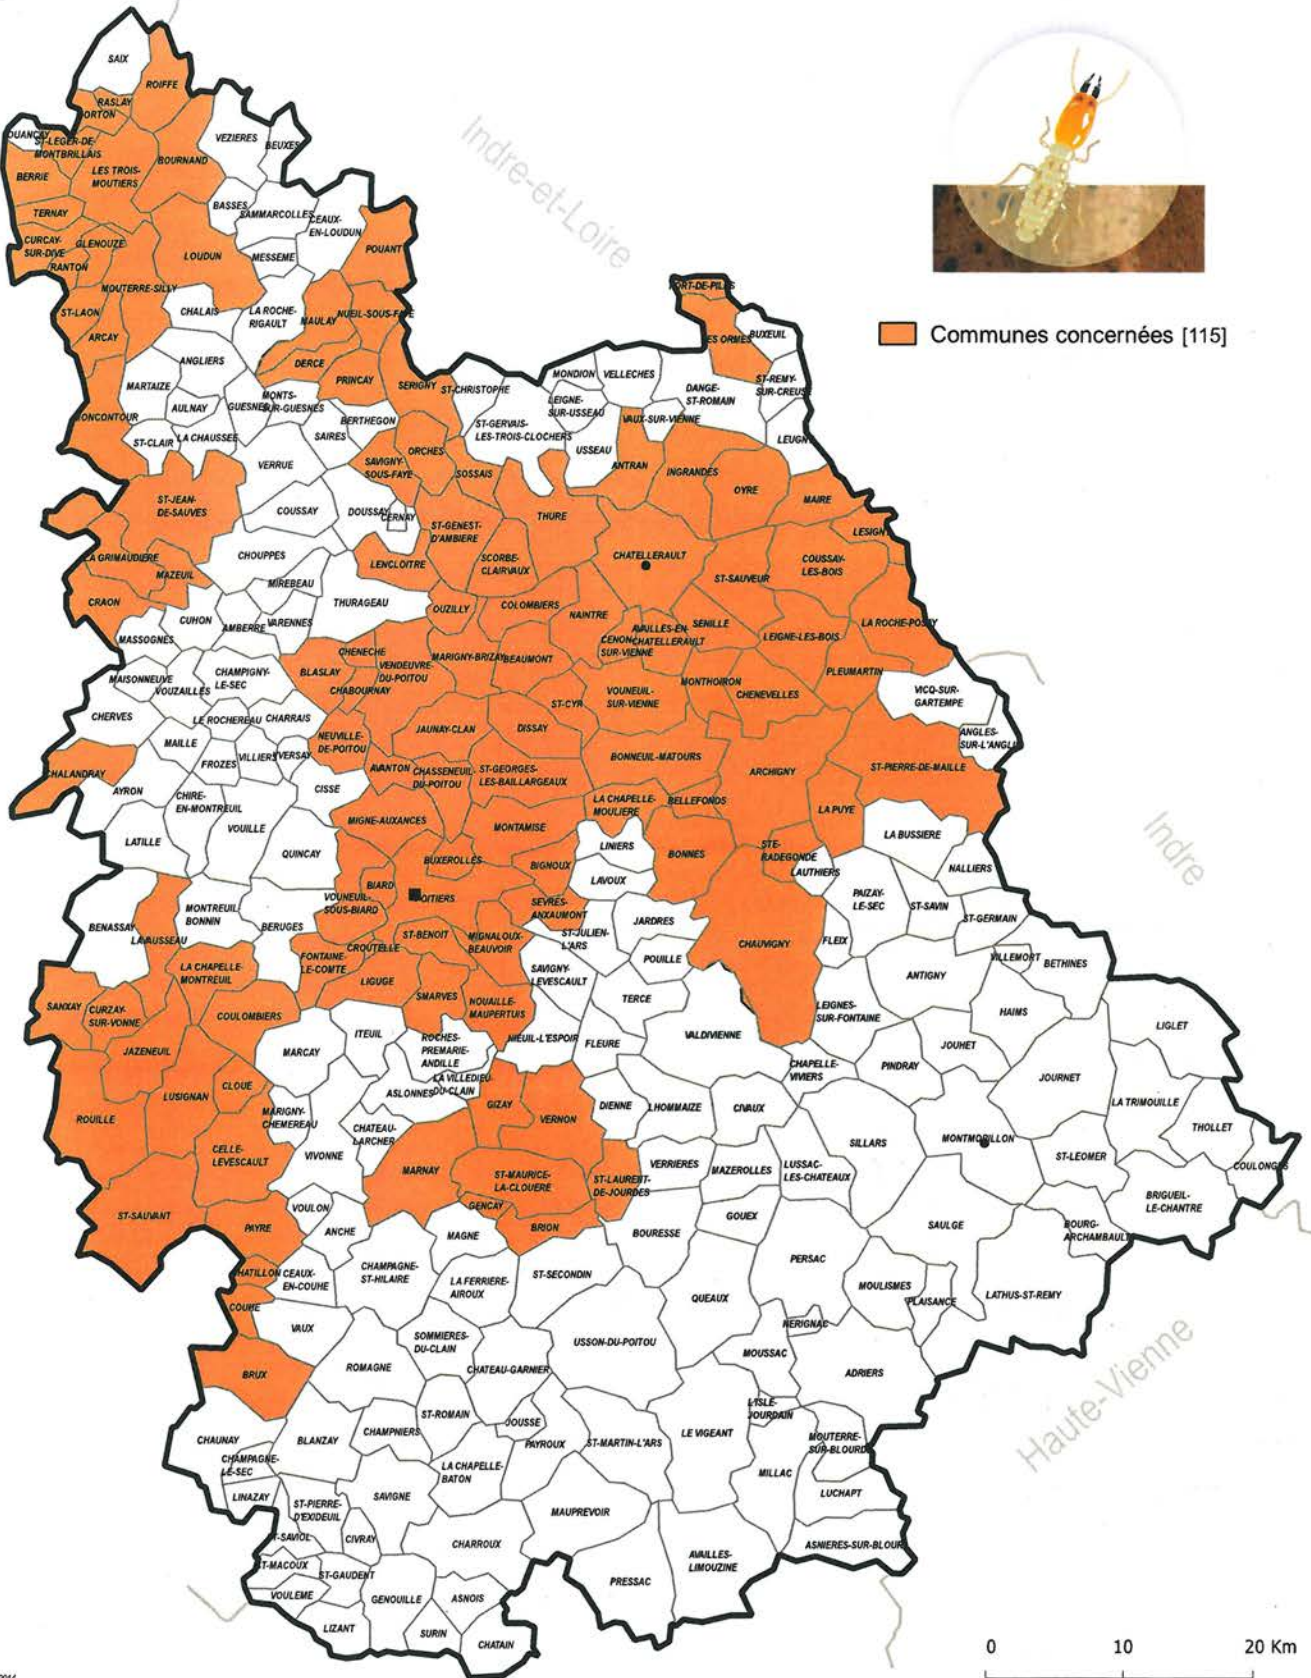 SAIX
ROIFFE
RASLAY
ORTON
OUANCAY
ST-LEGER-DE-
MONTBRILLAIS
VEZIERES
BEUXES
BERRIE
LES TROIS-
MOUTIERS
BOURNAND
TERNAY
BASSES
SAMMARCOLLES
CEAUX-
EN-LOUDUN
CURCAY-
SUR-DIVE
GLENOUZE
RANTON
LOUDUN
MESSEME
POUANT
MOUTERRE-SILLY
ST-LAON
CHALAIS
LA ROCHE-
RIGAULT
MAULAY
NUEIL-SOUS-FAYE
ARCAY
ANGLIERS
DERCE
PRINCAY
SERIGNY
ST-CHRISTOPHE
MARTAIZE
AULNAY
GUESNES
MONTS-
SUR-GUESNES
BERTHEGON
ONCONTOUR
ST-CLAIR
LA CHAUSSEE
SAIRES
VERRUE
SAVIGNY-
SOUS-FAYE
ORCHES
SOSSAIS
ST-GERVAIS-
LES-TROIS-CLOCHERS
MONDION
VELLECHES
LEIGNE-
SUR-USSEAU
USSEAU
VAUX-SUR-VIENNE
DANGE-
ST-ROMAIN
PORT-DE-PILES
ES ORMES
BUXEUIL
ST-REMY-
SUR-CREUSE
LEUGN
ANTRAN
INGRANDES
OYRE
MAIRE
LESIGN
ST-JEAN-
DE-SAUVES
COUSSAY
DOUSSAY
CERNAY
ST-GENEST-
D'AMBIERE
THURE
CHATELLERAULT
COUSSAY-
LES-BOIS
ST-SAUVEUR
LA GRIMAUDIERE
MAZEUIL
CRAON
CHOUPPES
MIREBEAU
LENCLOITRE
SCORBE-
CLAIRVAUX
THURAGEAU
OUZILLY
COLOMBIERS
NAINTRE
CENON-
SUR-VIENNE
AVAILLES-EN-
CHATELLERAULT
SENILLE
LEIGNE-LES-BOIS
LA ROCHE-POSAY
MASSOGNES
CUHON
AMBERRE
VARENNES
CHENECHE
VENDEUVRE-
DU-POITOU
MARIGNY-BRIZAY
BEAUMONT
PLEUMARTIN
MAISONNEUVE
VOUZAILLES
CHAMPIGNY-
LE-SEC
BLASLAY
CHABOURNAY
MONTHOIRON
CHENEVELLES
VICQ-SUR-
GARTEMPE
CHERVES
LE ROCHEREAU
CHARRAIS
ST-CYR
VOUNEUIL-
SUR-VIENNE
ANGLES-
SUR-L'ANGLI
MAILLE
FROZES
VILLIERS
YVERSAY
NEUVILLE-
DE-POITOU
JAUNAY-CLAN
DISSAY
BONNEUIL-MATOURS
ARCHIGNY
ST-PIERRE-DE-MAILLE
CHALANDRAY
AYRON
CHIRE-
EN-MONTREUIL
CISSE
AVANTON
CHASSENEUIL-
DU-POITOU
ST-GEORGES-
LES-BAILLARGEAUX
LA CHAPELLE-
MOULIERE
BELLEFONDS
LA PUYE
LATILLE
VOUILLE
QUINCAY
MIGNE-AUXANCES
MONTAMISE
LINIERS
BONNES
STE-
RADEGONDE
LA BUSSIERE
LAUTHIERS
NALLIERS
BUXEROLLES
BIGNOUX
LAVOUX
BIARD
POITIERS
VOUNEUIL-
SOUS-BIARD
SEVRES-
ANXAUMONT
JARDRES
PAIZAY-
LE-SEC
ST-SAVIN
ST-GERMAIN
BENASSAY
LAVAUSSEAU
MONTREUIL-
BONNIN
BERUGES
ST-BENOIT
MIGNALOUX-
BEAUVOIR
ST-JULIEN-
L'ARS
CHAUVIGNY
FLEIX
CROUTELLE
FONTAINE-
LE-COMTE
POUILLE
VILLEMORT
BETHINES
LA CHAPELLE-
MONTREUIL
LIGUGE
SAVIGNY-
LEVESCAULT
ANTIGNY
SANXAY
CURZAY-
SUR-VONNE
COULOMBIERS
SMARVES
NOUAILLE-
MAUPERTUIS
TERCE
LEIGNES-
SUR-FONTAINE
HAIMS
LIGLET
JAZENEUIL
MARCAY
ITEUIL
ROCHES-
PREMARIE-
ANDILLE
NIEUIL-L'ESPOIR
FLEURE
VALDIVIENNE
CHAPELLE-
VIVIERS
PINDRAY
JOUHET
JOURNET
LUSIGNAN
CLOUE
ASLONNES
LA VILLEDIEU-
DU-CLAIN
GIZAY
VERNON
DIENNE
LHOMMAIZE
CIVAUX
LA TRIMOUILLE
ROUILLE
MARIGNY-
CHEMEREAU
CHATEAU-
LARCHER
SILLARS
MONTMORILLON
THOLLET
CELLE-
LEVESCAULT
VIVONNE
MARNAY
ST-MAURICE-
LA-CLOUERE
ST-LAURENT-
DE-JOURDES
VERRIERES
MAZEROLLES
LUSSAC-
LES-CHATEAUX
ST-LEOMER
COULONGES
ST-SAUVANT
PAYRE
VOULON
ANCHE
GENCAY
BRION
MAGNE
BOURESSE
GOUEX
SAULGE
BOURG-
ARCHAMBAULT
BRIGUEIL-
LE-CHANTRE
HATILLON
CEAUX-
EN-COUHE
CHAMPAGNE-
ST-HILAIRE
LA FERRIERE-
AIROUX
ST-SECONDIN
PERSAC
MOULISMES
PLAISANCE
LATHUS-ST-REMY
COUHE
VAUX
QUEAUX
NERIGNAC
SOMMIERES-
DU-CLAIN
USSON-DU-POITOU
MOUSSAC
ADRIERS
BRUX
ROMAGNE
CHATEAU-GARNIER
L'ISLE-
JOURDAIN
CHAUNAY
BLANZAY
CHAMPNIERS
ST-ROMAIN
JOUSSE
PAYROUX
ST-MARTIN-L'ARS
LE VIGEANT
MOUTERRE-
SUR-BLOURDE
CHAMPAGNE-
LE-SEC
LA CHAPELLE-
BATON
MILLAC
LUCHAPT
LINAZAY
ST-PIERRE-
D'EXIDEUIL
SAVIGNE
MAUPREVOIR
ST-SAVIOL
CIVRAY
CHARROUX
AVAILLES-
LIMOUZINE
ASNIERES-SUR-BLOUR
ST-MACOUX
ST-GAUDENT
PRESSAC
VOULEME
GENOUILLE
ASNOIS
LIZANT
SURIN
CHATAIN
Indre-et-Loire
Indre
Haute-Vienne
Communes concernées [115]
0 10 20 Km